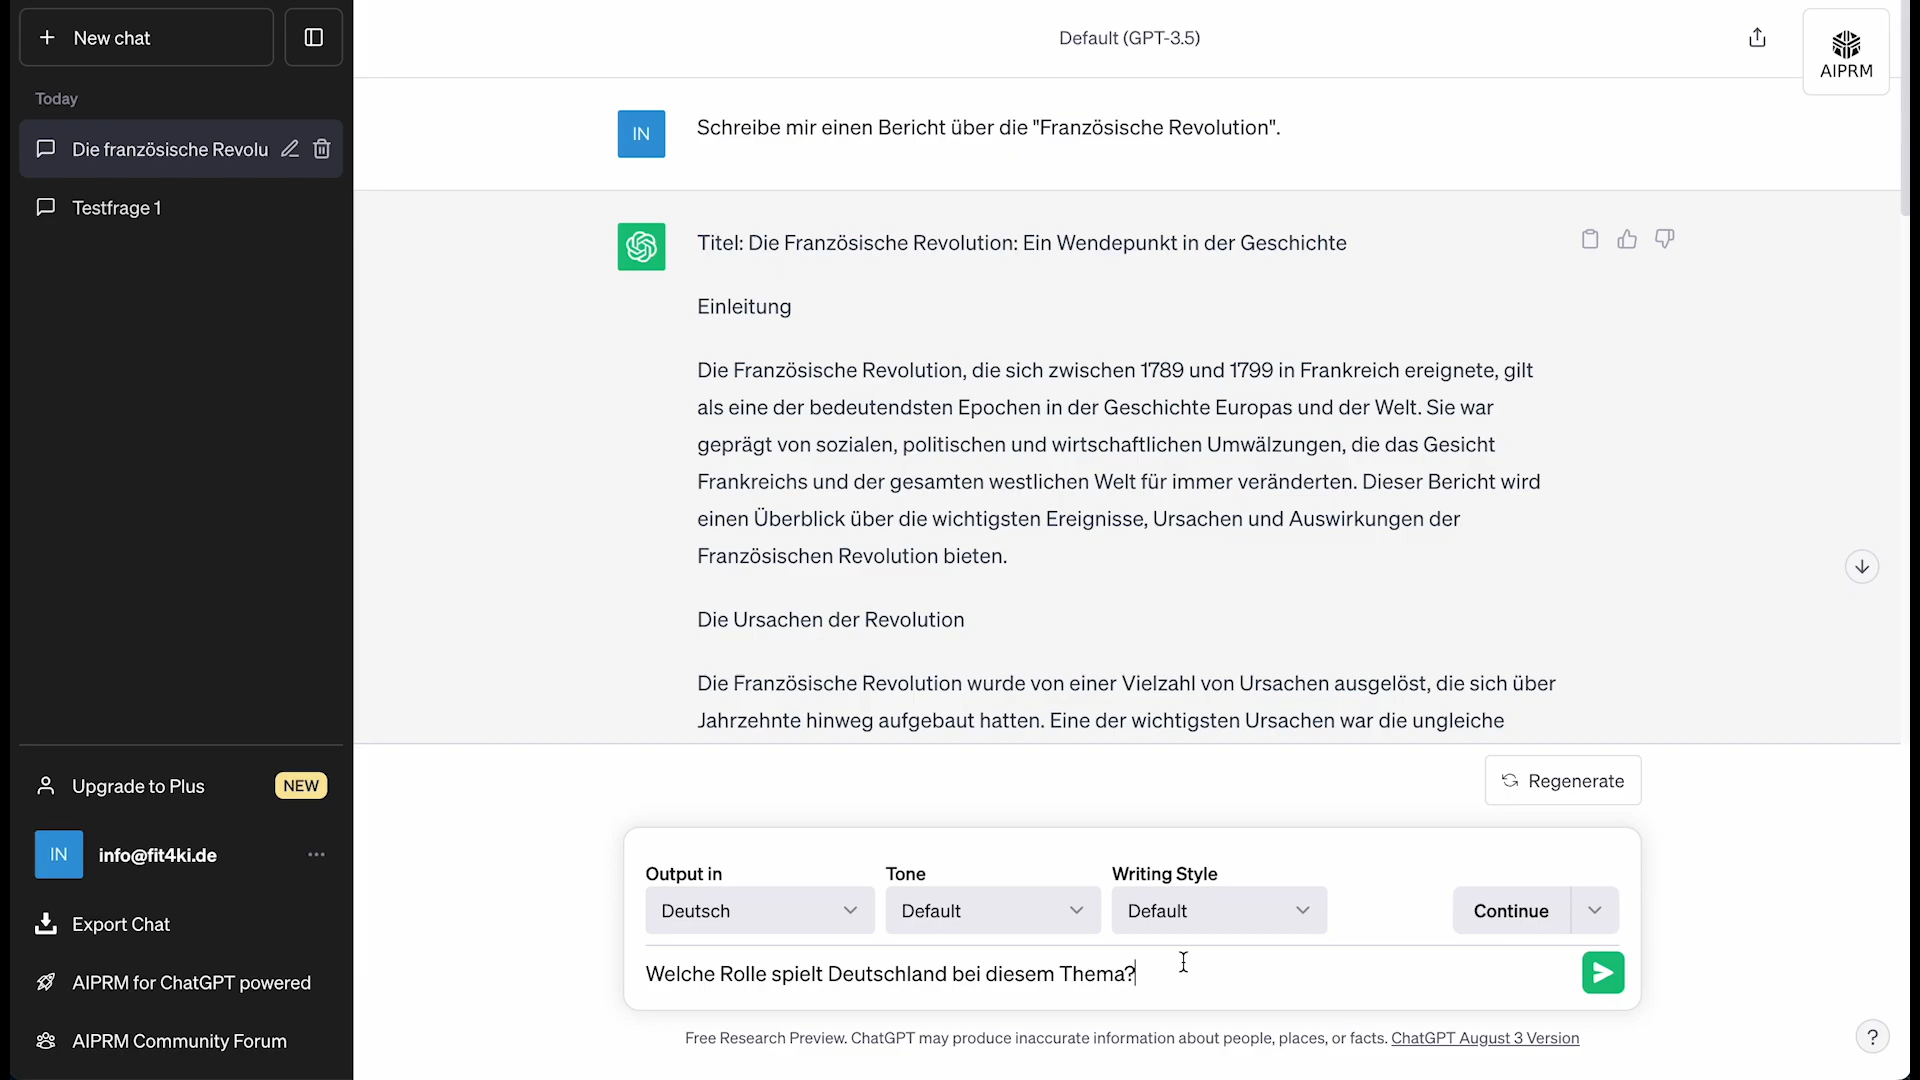 New chat
Today
Die französische Revolu
Testfrage 1
Upgrade to Plus NEW
IN info@fit4ki.de
Export Chat
AIPRM for ChatGPT powered
AIPRM Community Forum
Default (GPT-3.5)
AIPRM
IN Schreibe mir einen Bericht über die "Französische Revolution".
Titel: Die Französische Revolution: Ein Wendepunkt in der Geschichte
Einleitung
Die Französische Revolution, die sich zwischen 1789 und 1799 in Frankreich ereignete, gilt
als eine der bedeutendsten Epochen in der Geschichte Europas und der Welt. Sie war
geprägt von sozialen, politischen und wirtschaftlichen Umwälzungen, die das Gesicht
Frankreichs und der gesamten westlichen Welt für immer veränderten. Dieser Bericht wird
einen Überblick über die wichtigsten Ereignisse, Ursachen und Auswirkungen der
Französischen Revolution bieten.
Die Ursachen der Revolution
Die Französische Revolution wurde von einer Vielzahl von Ursachen ausgelöst, die sich über
Jahrzehnte hinweg aufgebaut hatten. Eine der wichtigsten Ursachen war die ungleiche
Regenerate
Output in Tone Writing Style
Deutsch Default Default Continue
Welche Rolle spielt Deutschland bei diesem Thema?
Free Research Preview. ChatGPT may produce inaccurate information about people, places, or facts. ChatGPT August 3 Version
?